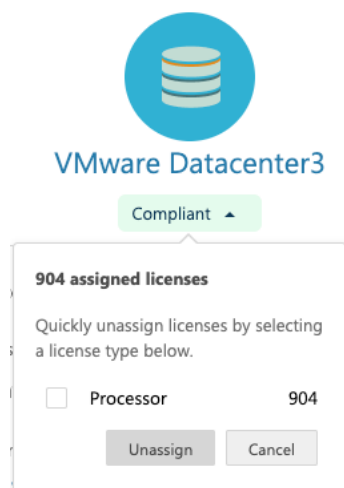 VMware Datacenter3
Compliant
904 assigned licenses
Quickly unassign licenses by selecting
a license type below.
Processor 904
Unassign Cancel